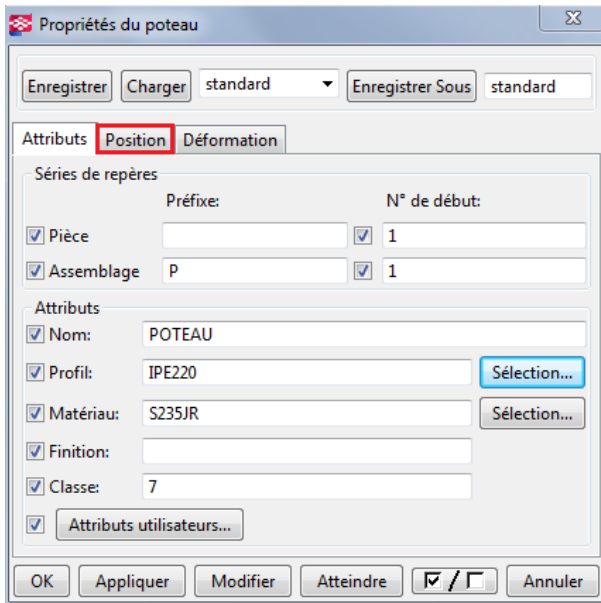 Propriétés du poteau
Enregistrer Charger standard Enregistrer Sous standard
Attributs Position Déformation
Séries de repères
Préfixe: N° de début:
Pièce 1
Assemblage P 1
Attributs
Nom: POTEAU
Profil: IPE220 Sélection...
Matériau: S235JR Sélection...
Finition:
Classe: 7
Attributs utilisateurs...
OK Appliquer Modifier Atteindre / Annuler